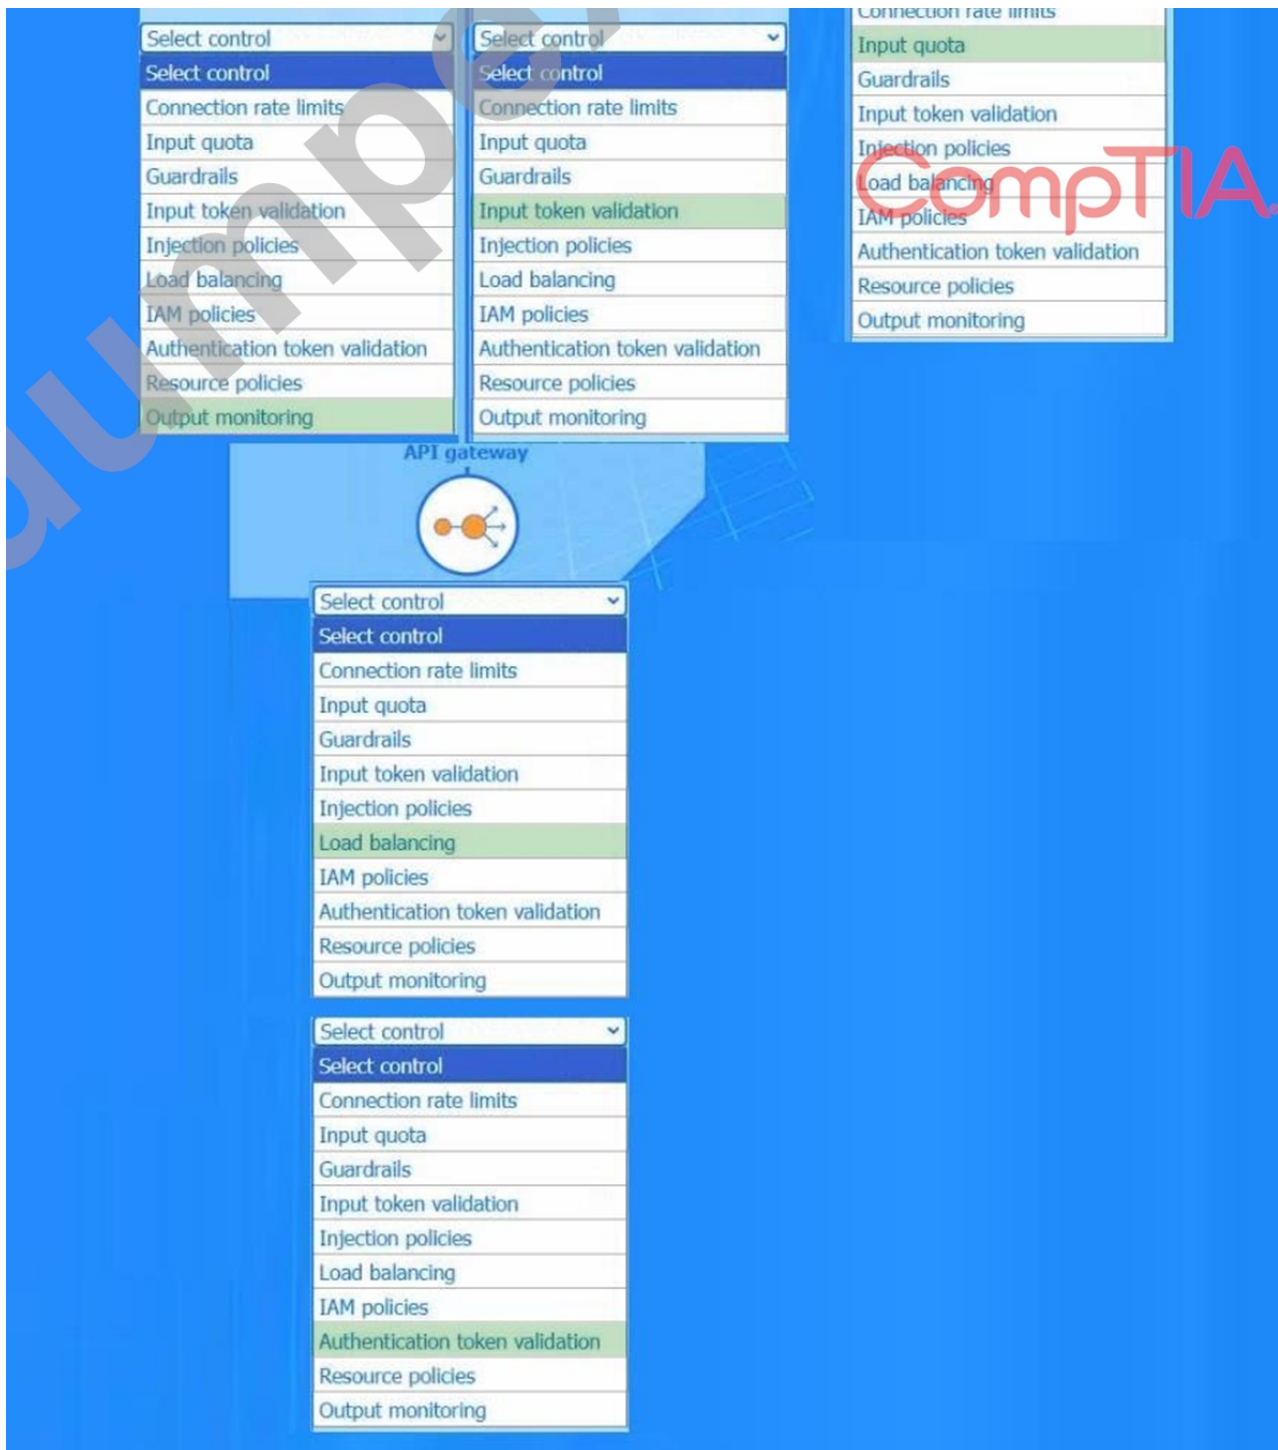 Select control
Select control
Connection rate limits
Input quota
Guardrails
Input token validation
Injection policies
Load balancing
IAM policies
Authentication token validation
Resource policies
Output monitoring
Select control
Select control
Connection rate limits
Input quota
Guardrails
Input token validation
Injection policies
Load balancing
IAM policies
Authentication token validation
Resource policies
Output monitoring
Connection rate limits
Input quota
Guardrails
Input token validation
Injection policies
Load balancing
IAM policies
Authentication token validation
Resource policies
Output monitoring
CompTIA.
API gateway
Select control
Select control
Connection rate limits
Input quota
Guardrails
Input token validation
Injection policies
Load balancing
IAM policies
Authentication token validation
Resource policies
Output monitoring
Select control
Select control
Connection rate limits
Input quota
Guardrails
Input token validation
Injection policies
Load balancing
IAM policies
Authentication token validation
Resource policies
Output monitoring